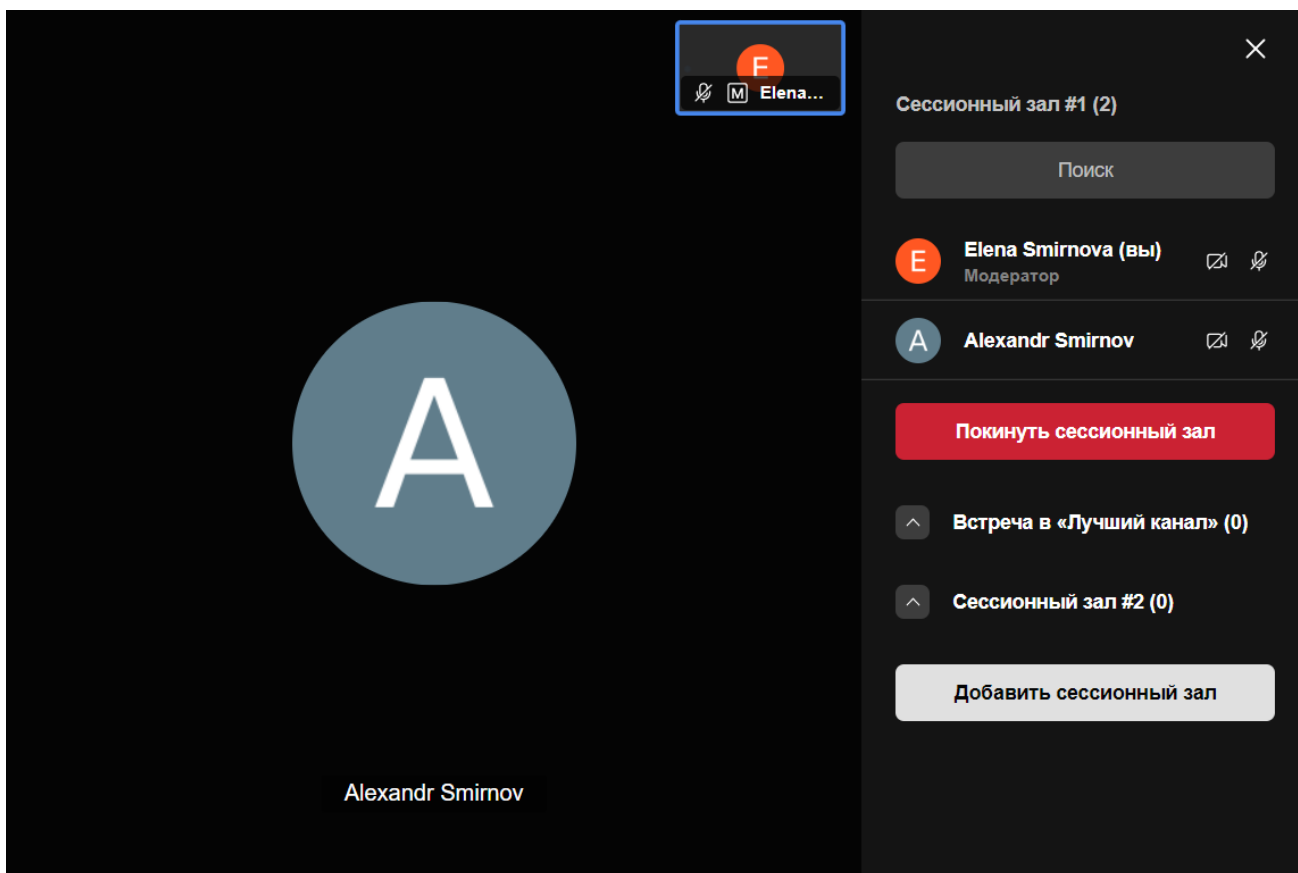 E
M Elena...
A
Alexandr Smirnov
Сессионный зал #1 (2)
Поиск
E
Elena Smirnova (вы)
Модератор
A
Alexandr Smirnov
Покинуть сессионный зал
Встреча в «Лучший канал» (0)
Сессионный зал #2 (0)
Добавить сессионный зал